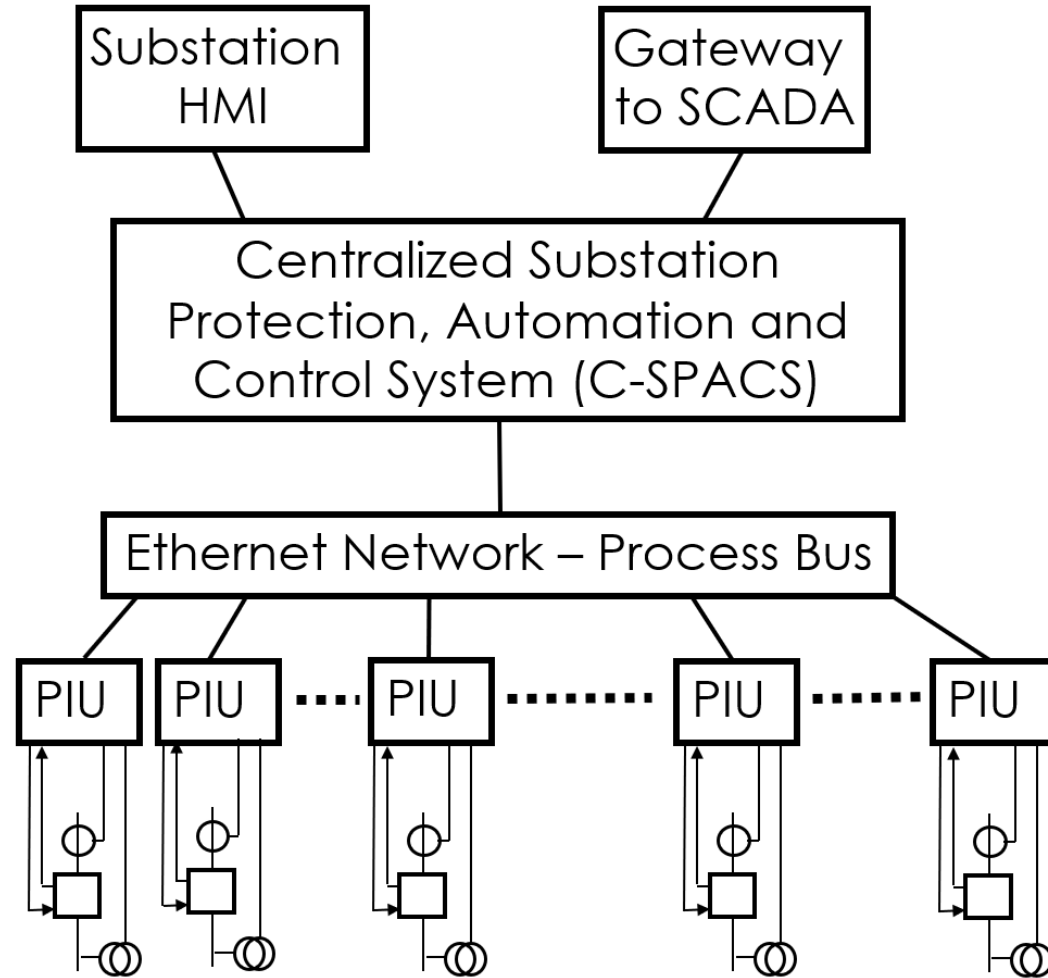 Substation
HMI
Gateway
to SCADA
Centralized Substation
Protection, Automation and
Control System (C-SPACS)
Ethernet Network – Process Bus
PIU
PIU
PIU
PIU
PIU